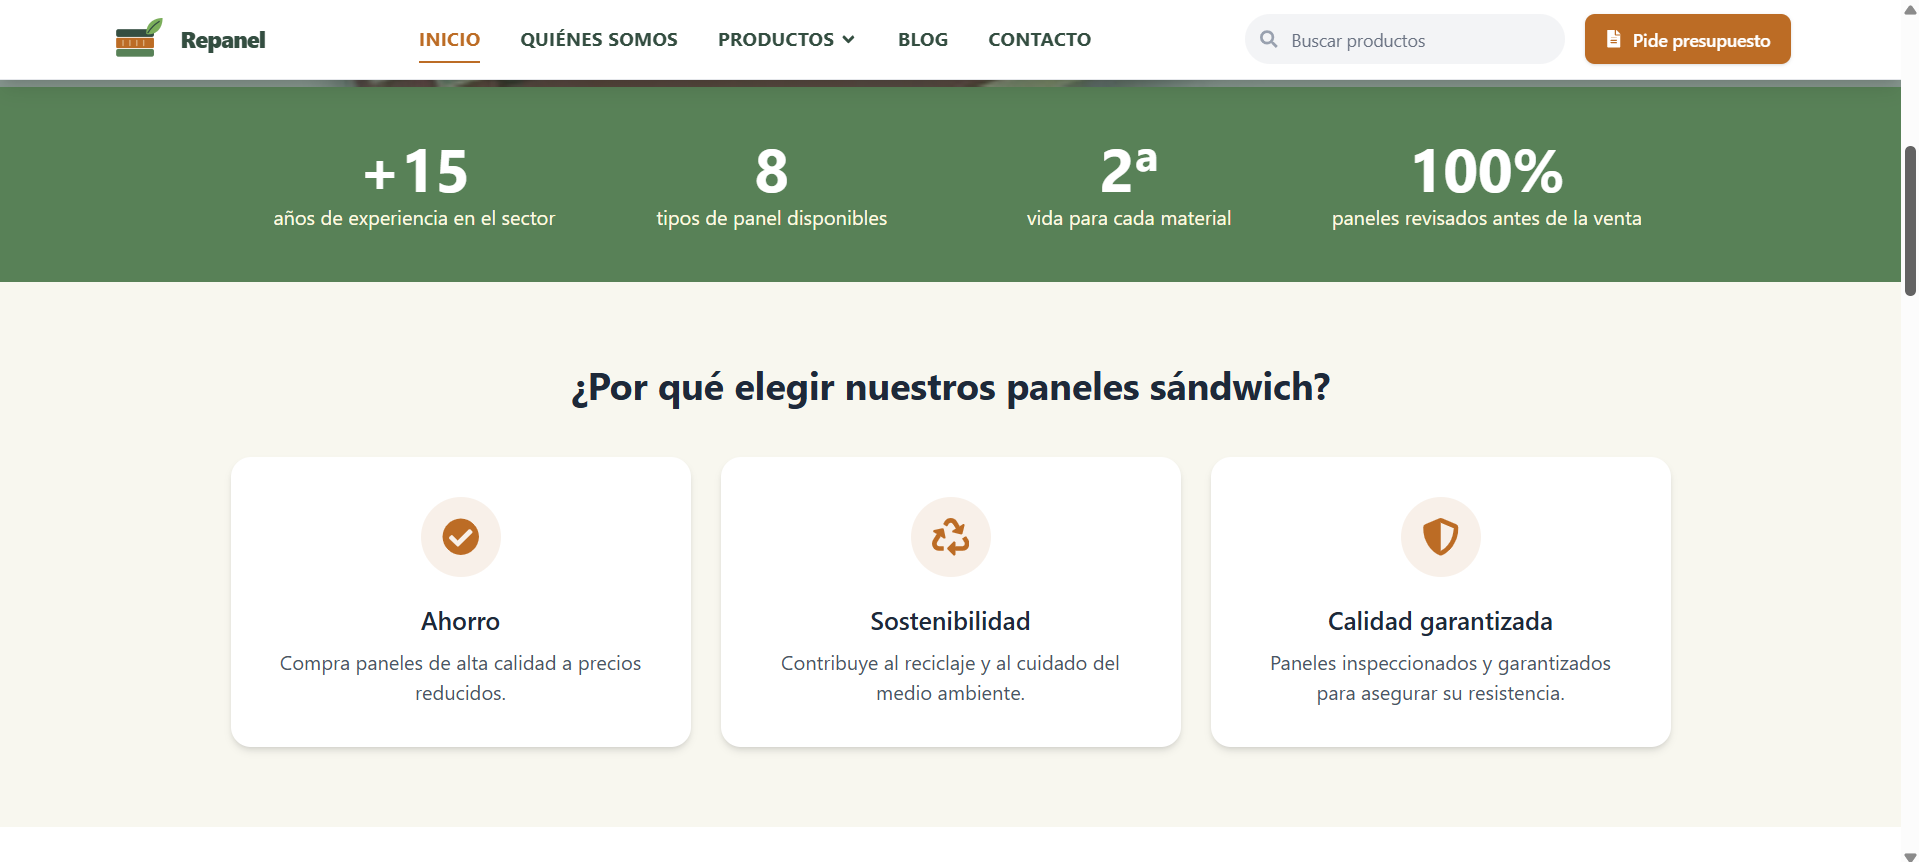 Repanel
INICIO
QUIÉNES SOMOS
PRODUCTOS
BLOG
CONTACTO
Buscar productos
Pide presupuesto
+15
años de experiencia en el sector
8
tipos de panel disponibles
2ª
vida para cada material
100%
paneles revisados antes de la venta
¿Por qué elegir nuestros paneles sándwich?
Ahorro
Compra paneles de alta calidad a precios
reducidos.
Sostenibilidad
Contribuye al reciclaje y al cuidado del
medio ambiente.
Calidad garantizada
Paneles inspeccionados y garantizados
para asegurar su resistencia.